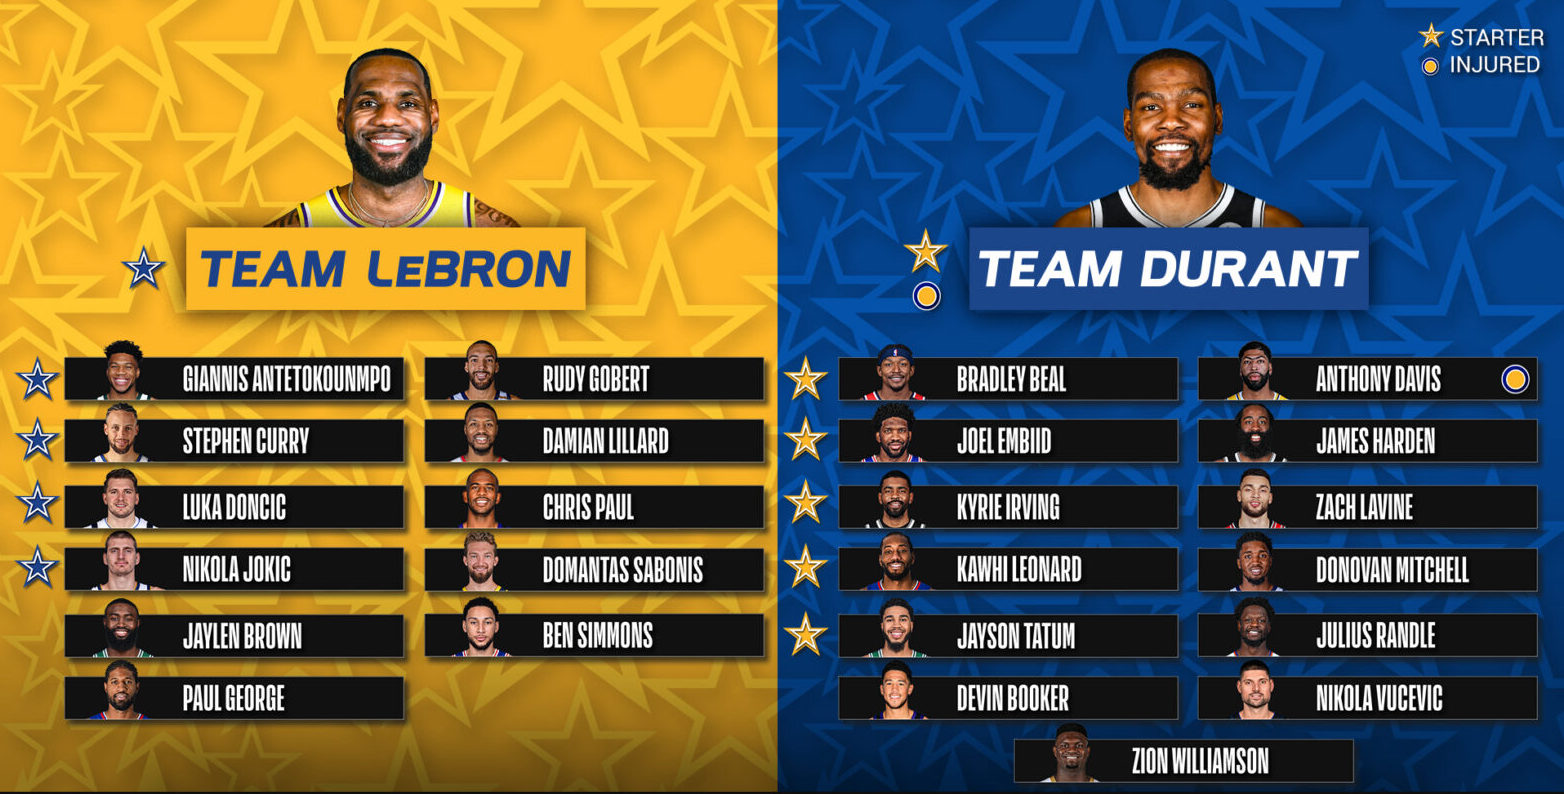 STARTER
INJURED
TEAM LEBRON
TEAM DURANT
GIANNIS ANTETOKOUNMPO
STEPHEN CURRY
LUKA DONCIC
NIKOLA JOKIC
JAYLEN BROWN
PAUL GEORGE
RUDY GOBERT
DAMIAN LILLARD
CHRIS PAUL
DOMANTAS SABONIS
BEN SIMMONS
BRADLEY BEAL
JOEL EMBIID
KYRIE IRVING
KAWHI LEONARD
JAYSON TATUM
DEVIN BOOKER
ANTHONY DAVIS
JAMES HARDEN
ZACH LAVINE
DONOVAN MITCHELL
JULIUS RANDLE
NIKOLA VUCEVIC
ZION WILLIAMSON